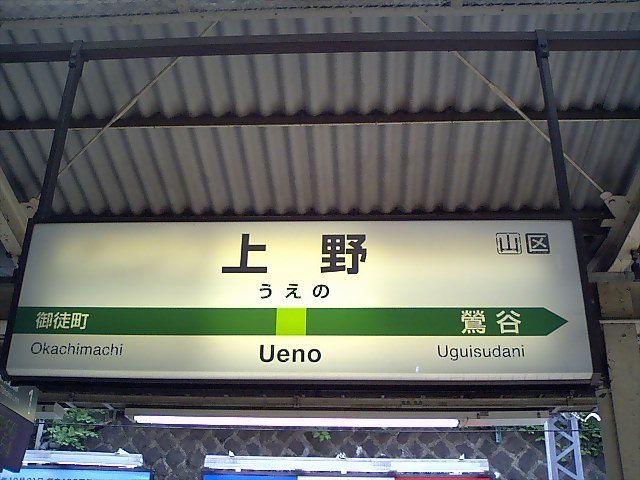 上野
山区
うえの
御徒町
鶯谷
Okachimachi
Ueno
Uguisudani